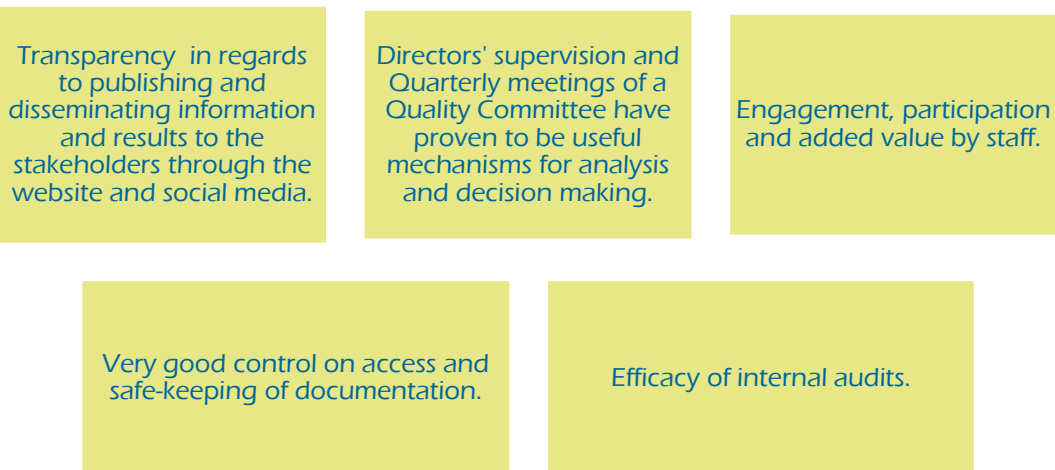 Transparency in regards
to publishing and
disseminating information
and results to the
stakeholders through the
website and social media.
Directors' supervision and
Quarterly meetings of a
Quality Committee have
proven to be useful
mechanisms for analysis
and decision making.
Engagement, participation
and added value by staff.
Very good control on access and
safe-keeping of documentation.
Efficacy of internal audits.